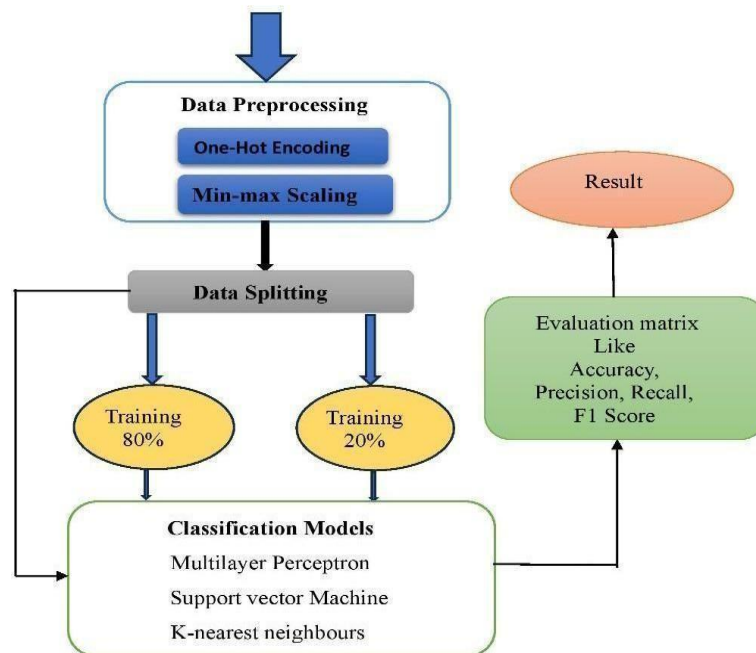 Data Preprocessing
One-Hot Encoding
Min-max Scaling
Data Splitting
Training
80%
Training
20%
Classification Models
Multilayer Perceptron
Support vector Machine
K-nearest neighbours
Evaluation matrix
Like
Accuracy,
Precision, Recall,
F1 Score
Result